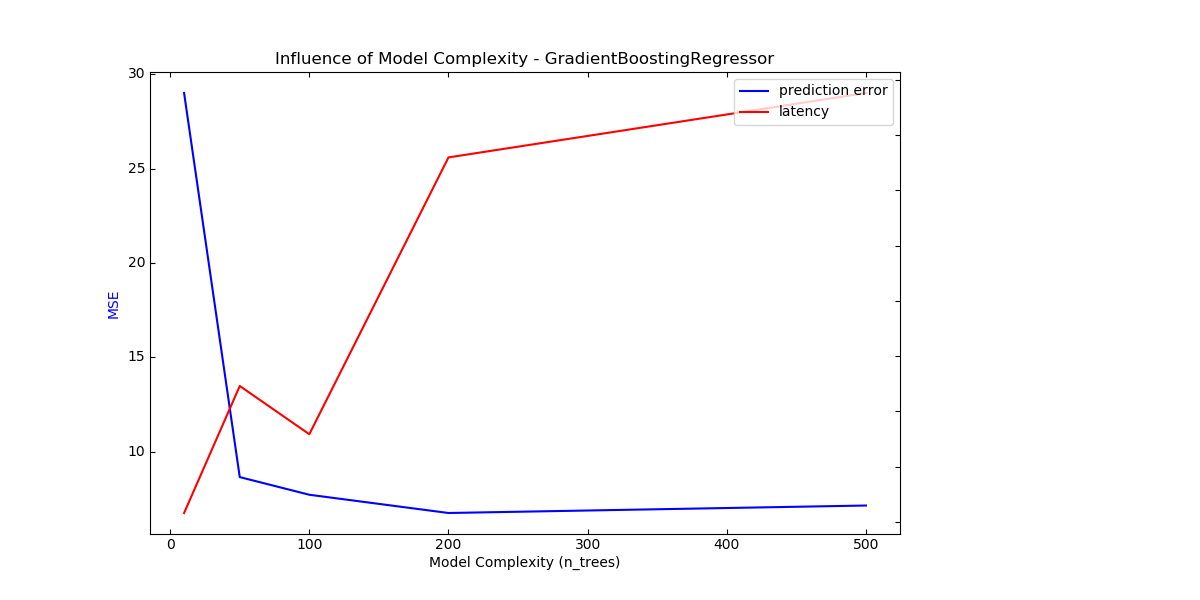 Influence of Model Complexity - GradientBoostingRegressor
prediction error
latency
30
25
20
15
10
MSE
0 100 200 300 400 500
Model Complexity (n_trees)